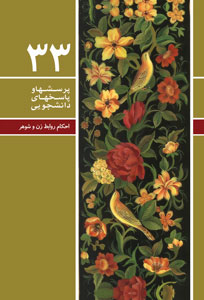 ۳۳
پرسشها و
پاسخهای
دانشجویی
احکام روابط زن و شوهر